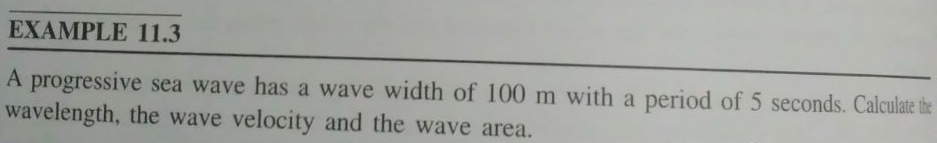 EXAMPLE 11.3
A progressive sea wave has a wave width of 100 m with a period of 5 seconds. Calculate the
wavelength, the wave velocity and the wave area.